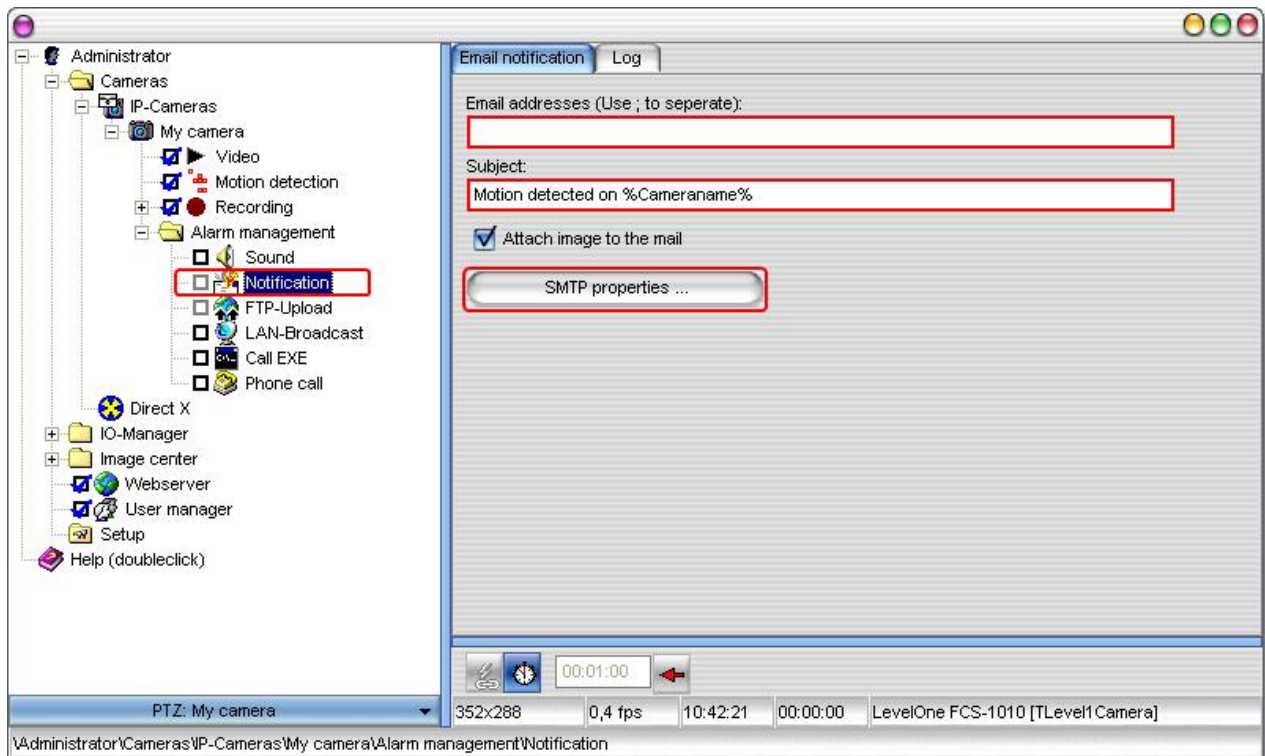 Administrator
Cameras
IP-Cameras
My camera
Video
Motion detection
Recording
Alarm management
Sound
Notification
FTP-Upload
LAN-Broadcast
Call EXE
Phone call
Direct X
IO-Manager
Image center
Webserver
User manager
Setup
Help (doubleclick)
PTZ: My camera
Email notification
Log
Email addresses (Use ; to seperate):
Subject:
Motion detected on %Cameraname%
Attach image to the mail
SMTP properties ...
00:01:00
352x288
0,4 fps
10:42:21
00:00:00
LevelOne FCS-1010 [TLevel1Camera]
\Administrator\Cameras\IP-Cameras\My camera\Alarm management\Notification